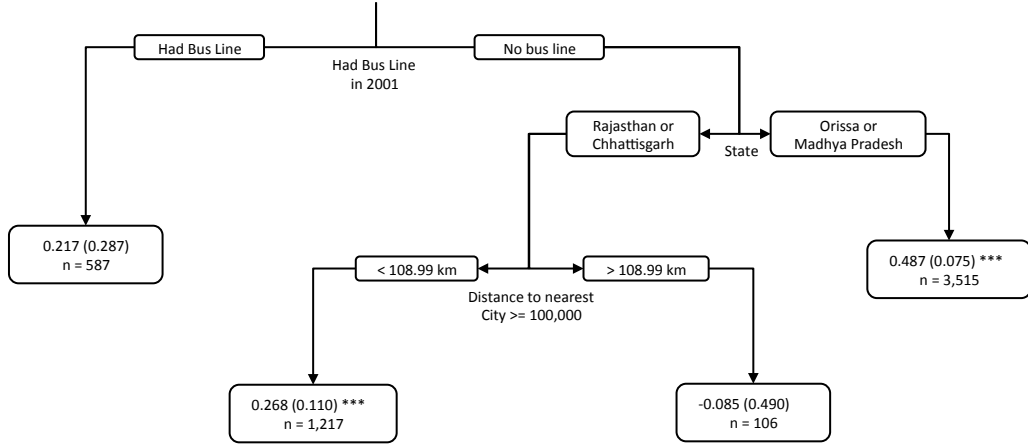 Had Bus Line
No bus line
Had Bus Line
in 2001
Rajasthan or
Chhattisgarh
State
Orissa or
Madhya Pradesh
0.217 (0.287)
n = 587
< 108.99 km
> 108.99 km
Distance to nearest
City >= 100,000
0.487 (0.075) ***
n = 3,515
0.268 (0.110) ***
n = 1,217
-0.085 (0.490)
n = 106